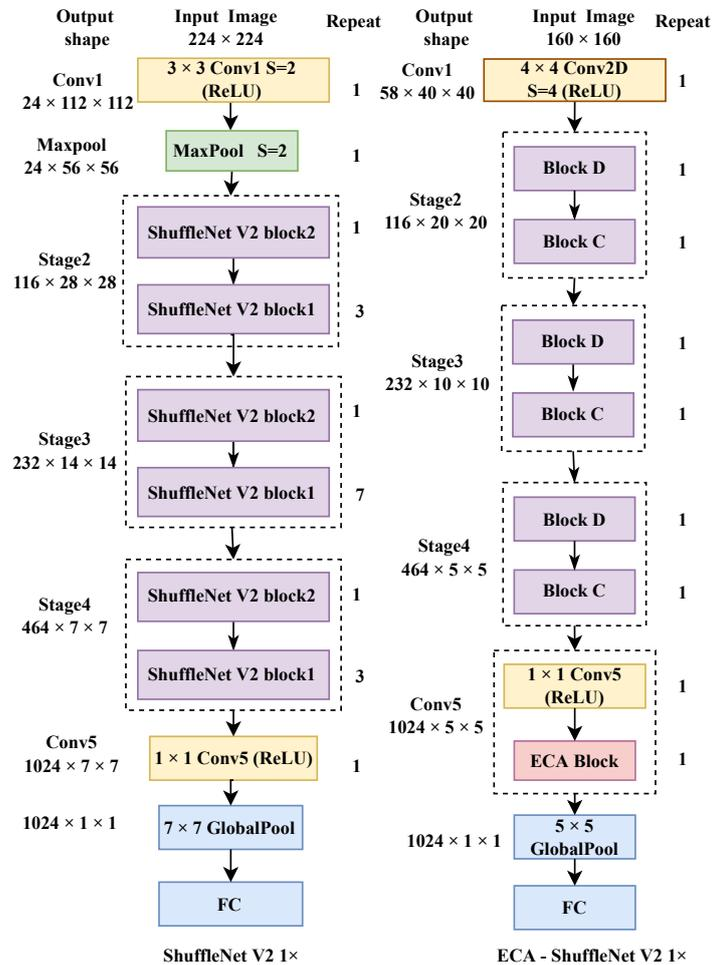 Output
shape
Input Image
224 × 224
Repeat
Conv1
24 × 112 × 112
3 × 3 Conv1 S=2
(ReLU)
1
Maxpool
24 × 56 × 56
MaxPool S=2
1
Stage2
116 × 28 × 28
ShuffleNet V2 block2
1
ShuffleNet V2 block1
3
Stage3
232 × 14 × 14
ShuffleNet V2 block2
1
ShuffleNet V2 block1
7
Stage4
464 × 7 × 7
ShuffleNet V2 block2
1
ShuffleNet V2 block1
3
Conv5
1024 × 7 × 7
1 × 1 Conv5 (ReLU)
1
1024 × 1 × 1
7 × 7 GlobalPool
FC
ShuffleNet V2 1×
Output
shape
Input Image
160 × 160
Repeat
Conv1
58 × 40 × 40
4 × 4 Conv2D
S=4 (ReLU)
1
Stage2
116 × 20 × 20
Block D
1
Block C
1
Stage3
232 × 10 × 10
Block D
1
Block C
1
Stage4
464 × 5 × 5
Block D
1
Block C
1
Conv5
1024 × 5 × 5
1 × 1 Conv5
(ReLU)
1
ECA Block
1
1024 × 1 × 1
5 × 5
GlobalPool
FC
ECA - ShuffleNet V2 1×